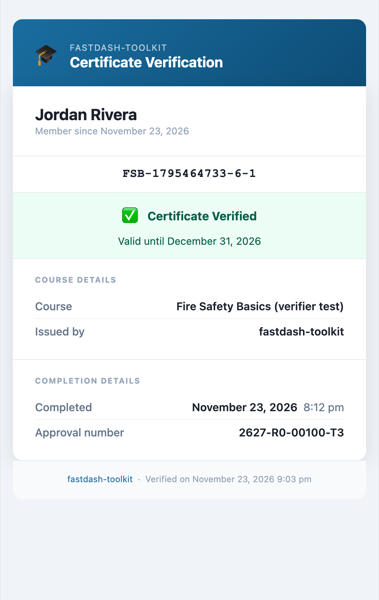 FASTDASH-TOOLKIT
Certificate Verification
Jordan Rivera
Member since November 23, 2026
FSB-1795464733-6-1
Certificate Verified
Valid until December 31, 2026
COURSE DETAILS
Course Fire Safety Basics (verifier test)
Issued by fastdash-toolkit
COMPLETION DETAILS
Completed November 23, 2026 8:12 pm
Approval number 2627-R0-00100-T3
fastdash-toolkit · Verified on November 23, 2026 9:03 pm